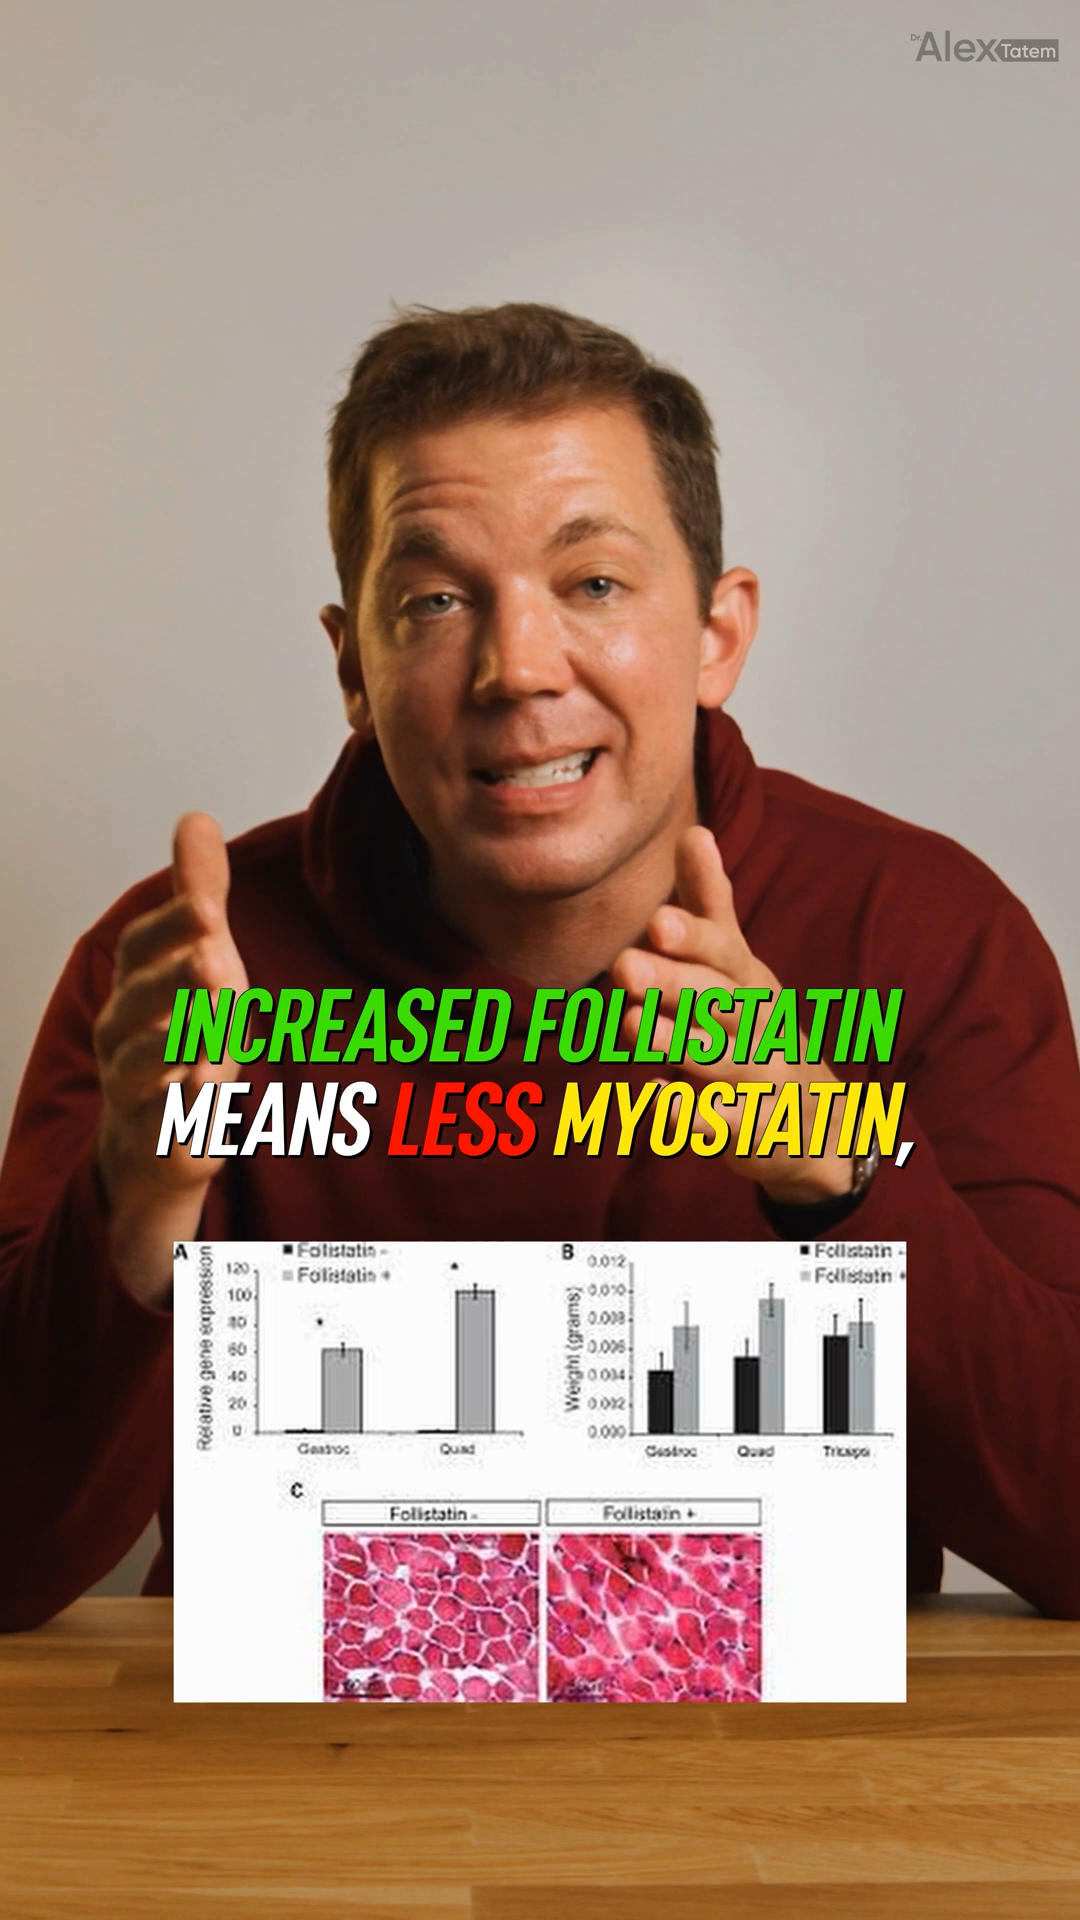 Dr. Alex Tatem
INCREASED FOLLISTATIN
MEANS LESS MYOSTATIN,
A
Relative gene expression
Follistatin -
Follistatin +
120
100
80
60
40
20
0
*
*
Gastroc
Quad
B
Weight (grams)
Follistatin -
Follistatin +
0.012
0.010
0.008
0.006
0.004
0.002
0.000
Gastroc
Quad
Triceps
C
Follistatin -
Follistatin +